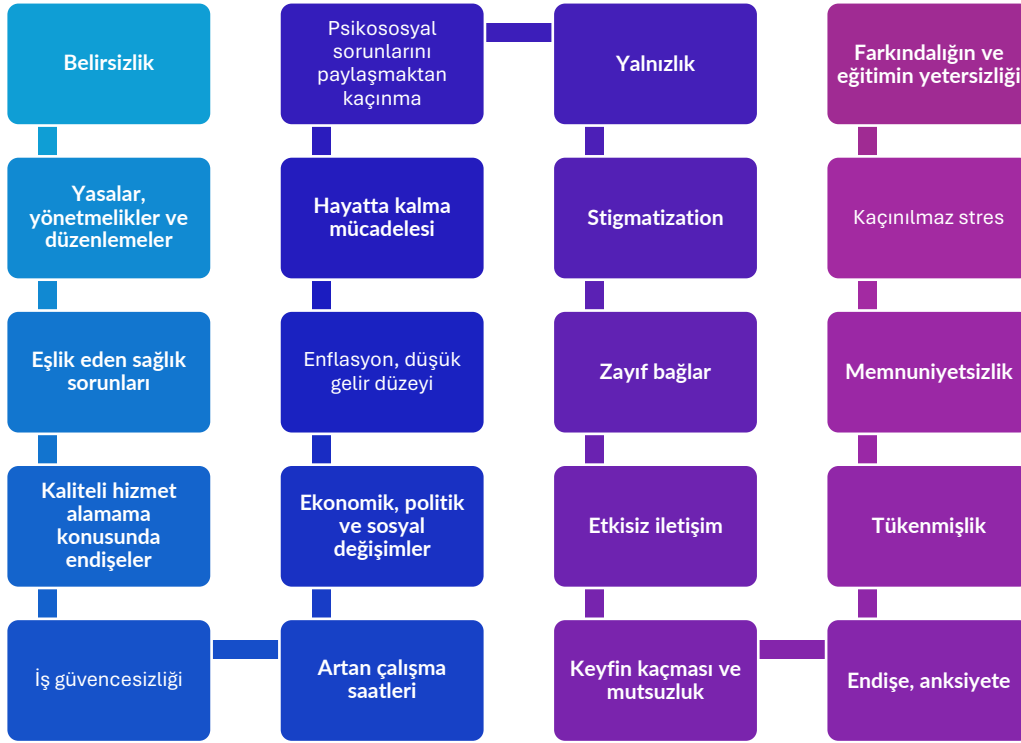 Belirsizlik
Yasalar,
yönetmelikler ve
düzenlemeler
Eşlik eden sağlık
sorunları
Kaliteli hizmet
alamama
konusunda
endişeler
İş güvencesizliği
Artan çalışma
saatleri
Ekonomik, politik
ve sosyal
değişimler
Enflasyon, düşük
gelir düzeyi
Hayatta kalma
mücadelesi
Psikososyal
sorunlarını
paylaşmaktan
kaçınma
Yalnızlık
Stigmatization
Zayıf bağlar
Etkisiz iletişim
Keyfin kaçması ve
mutsuzluk
Endişe, anksiyete
Tükenmişlik
Memnuniyetsizlik
Kaçınılmaz stres
Farkındalığın ve
eğitimin yetersizliği